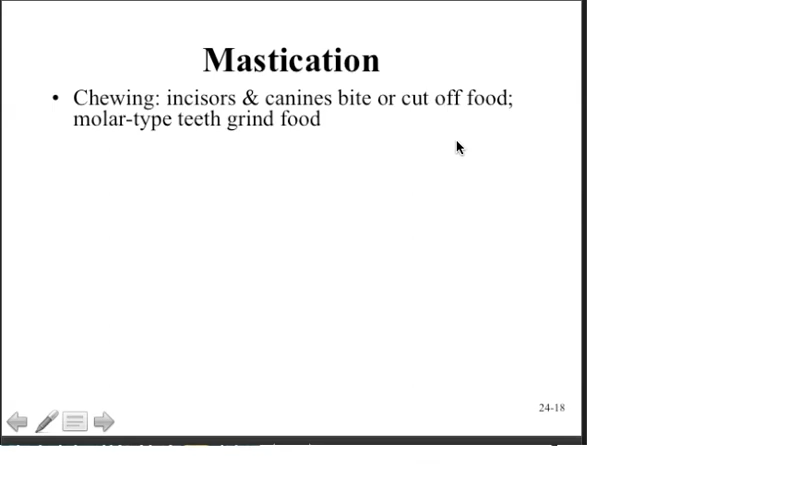 Mastication
• Chewing: incisors & canines bite or cut off food;
molar-type teeth grind food
24-18